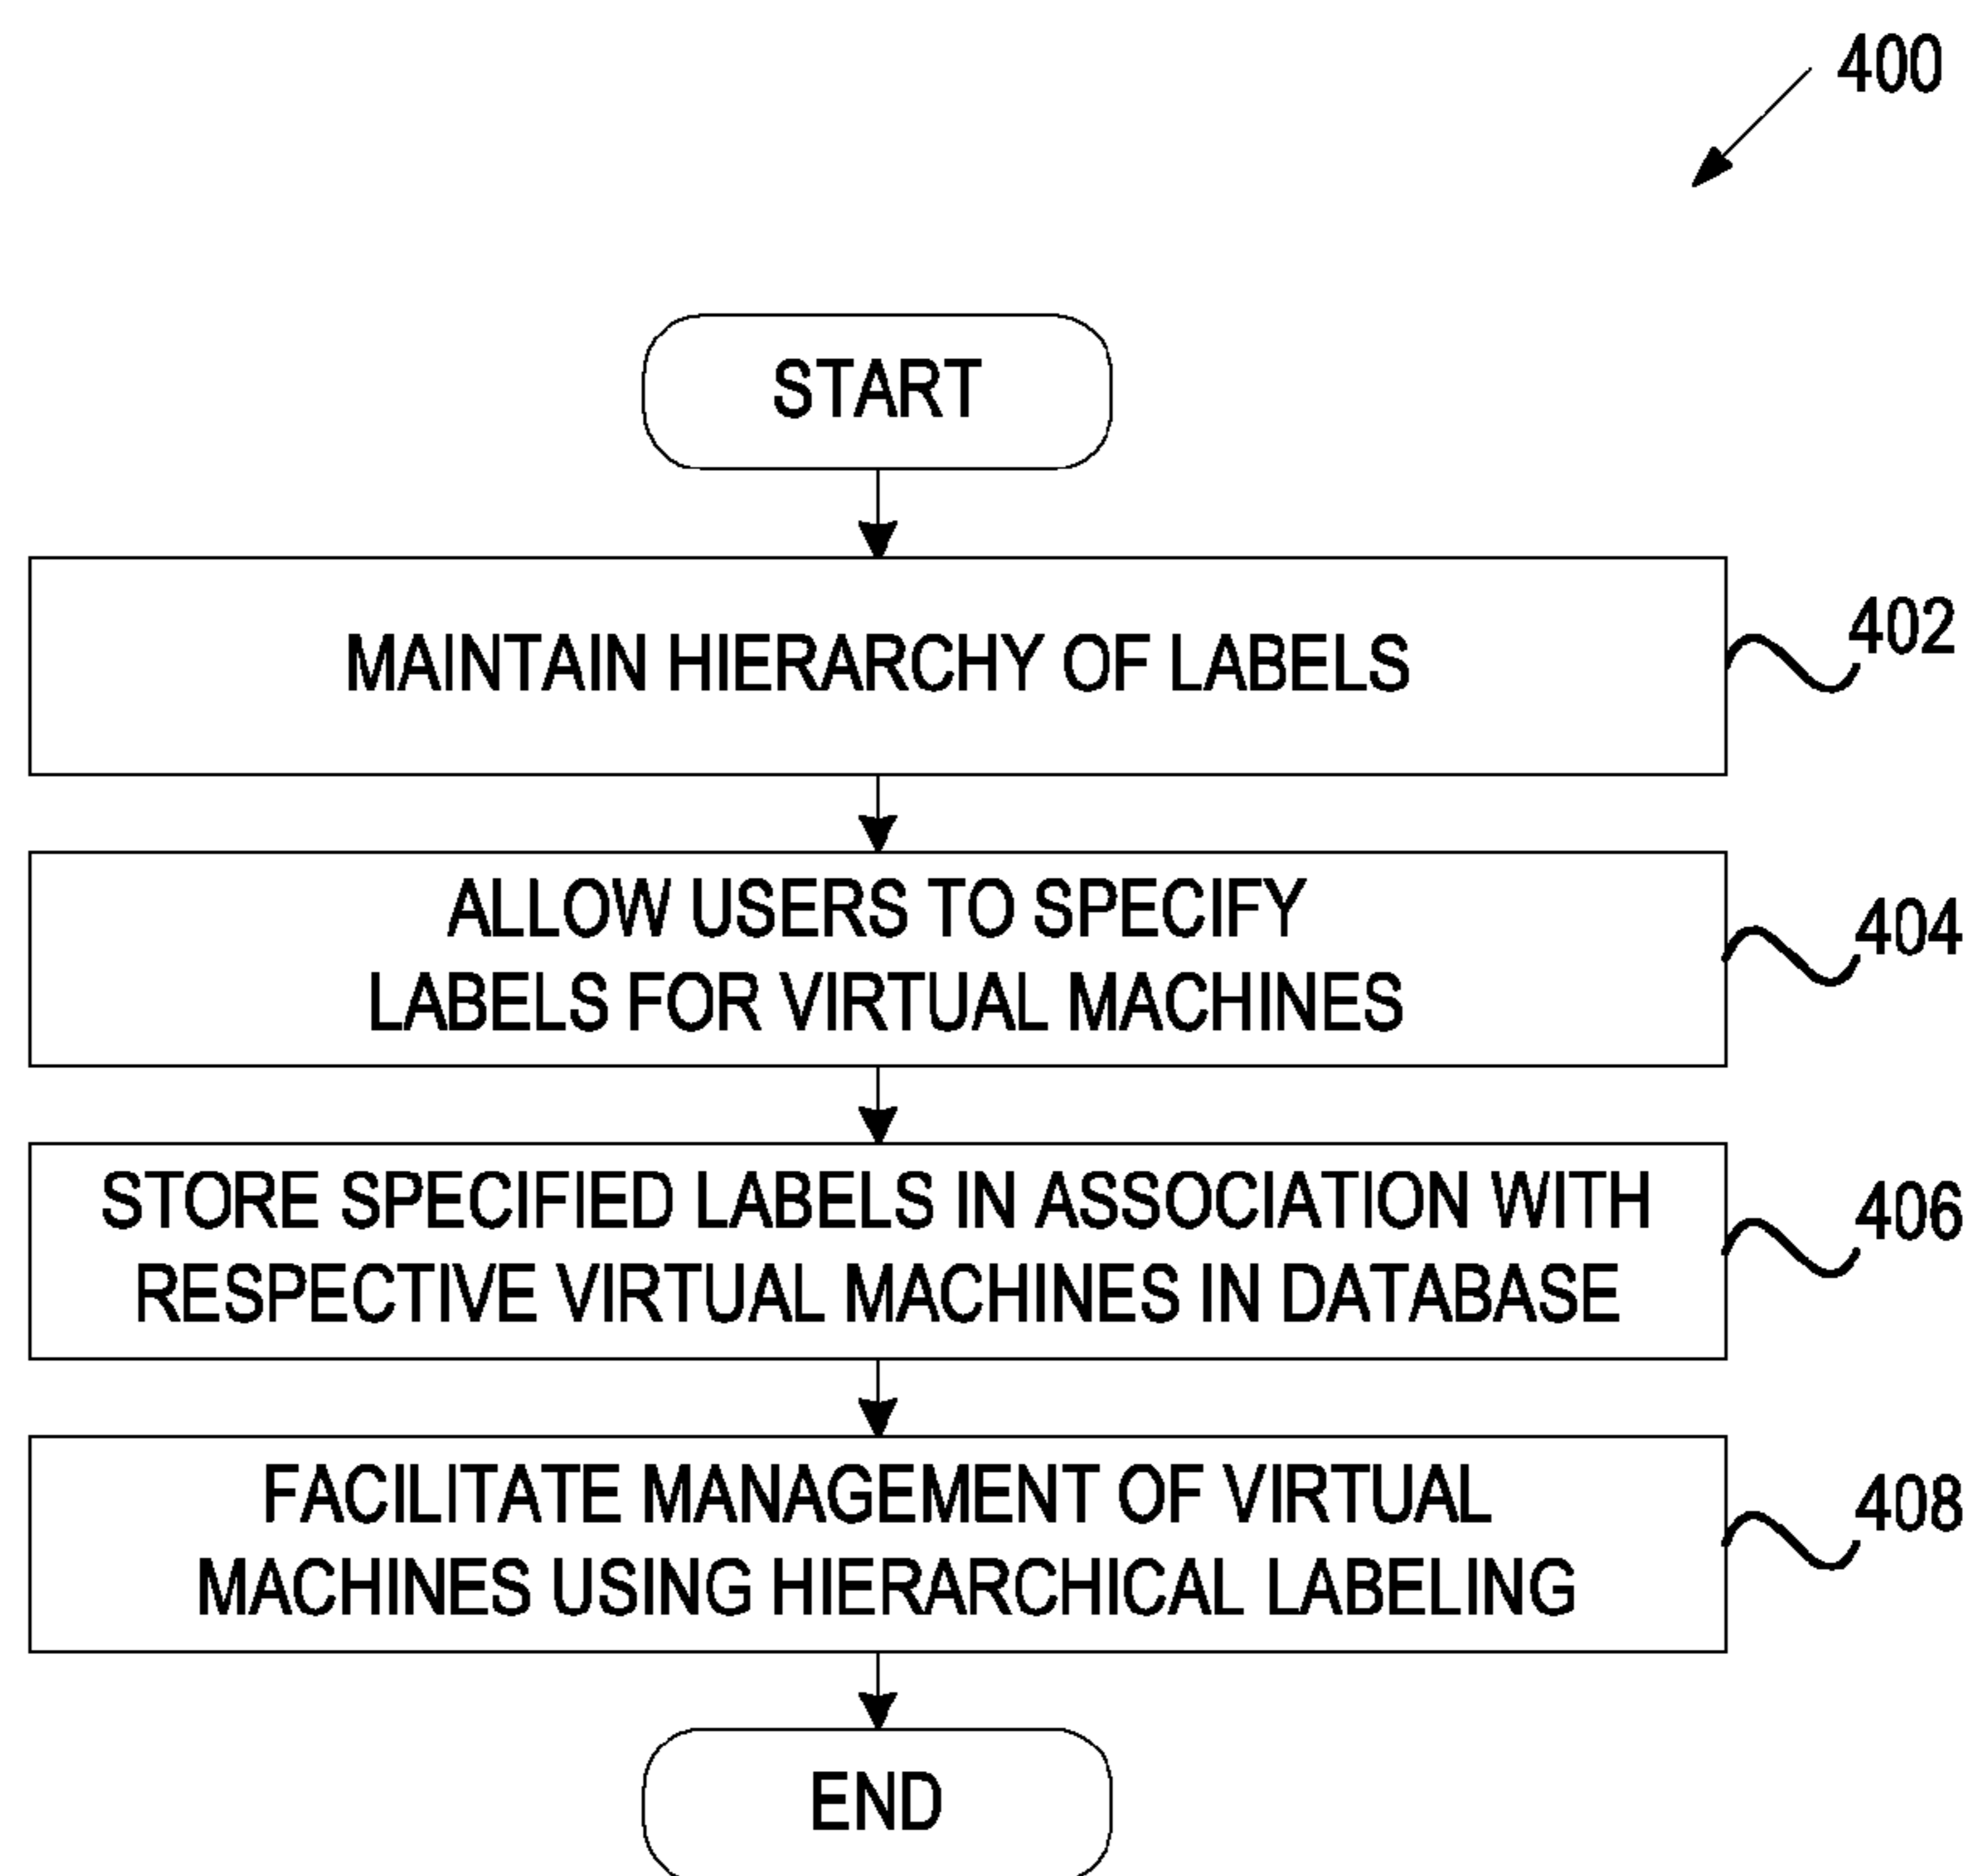 400
START
MAINTAIN HIERARCHY OF LABELS
402
ALLOW USERS TO SPECIFY
LABELS FOR VIRTUAL MACHINES
404
STORE SPECIFIED LABELS IN ASSOCIATION WITH
RESPECTIVE VIRTUAL MACHINES IN DATABASE
406
FACILITATE MANAGEMENT OF VIRTUAL
MACHINES USING HIERARCHICAL LABELING
408
END